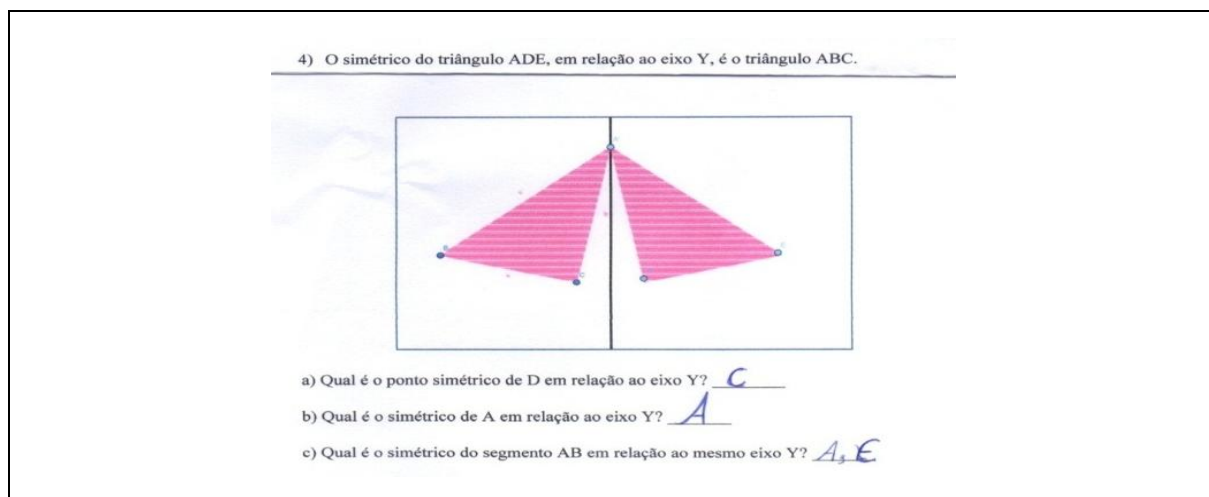 4) O simétrico do triângulo ADE, em relação ao eixo Y, é o triângulo ABC.
a) Qual é o ponto simétrico de D em relação ao eixo Y? C
b) Qual é o simétrico de A em relação ao eixo Y? A
c) Qual é o simétrico do segmento AB em relação ao mesmo eixo Y? A, E